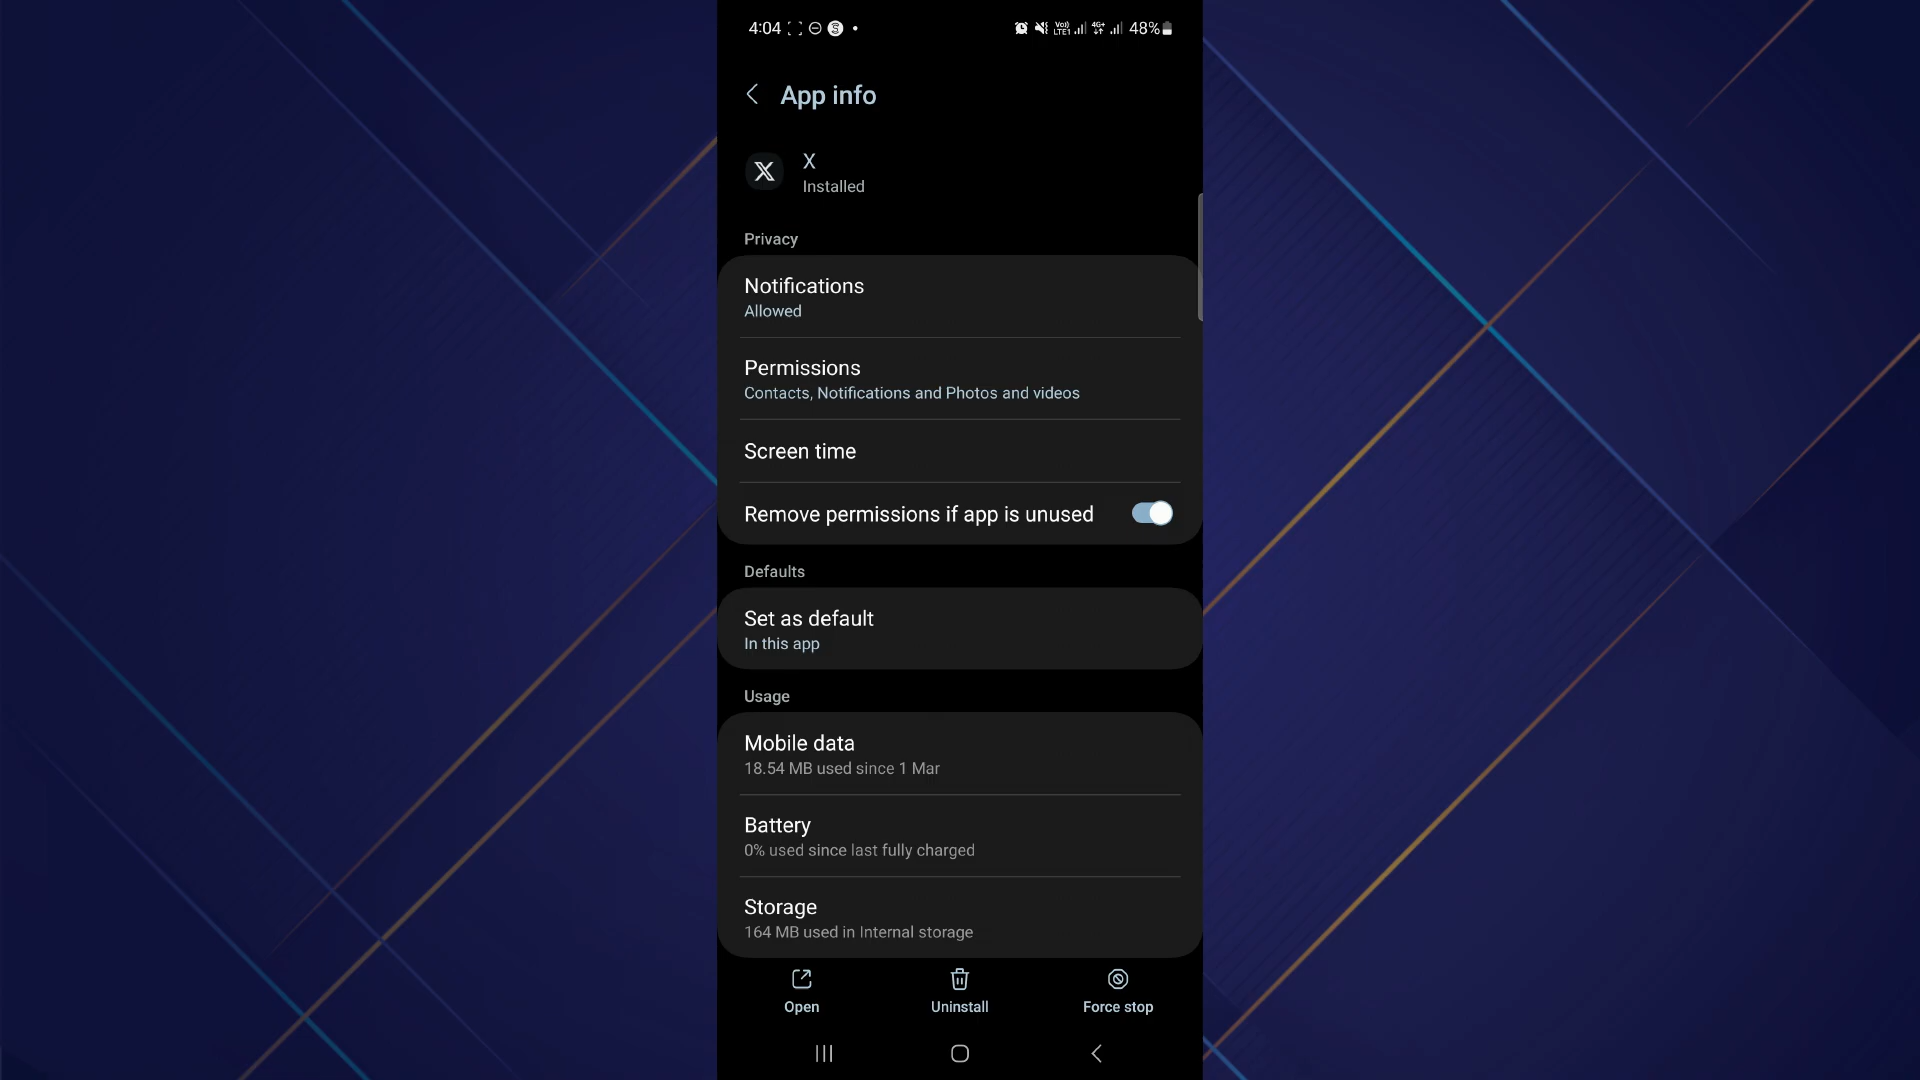 4:04
Vo))
LTE1
4G+
48%
App info
X
Installed
Privacy
Notifications
Allowed
Permissions
Contacts, Notifications and Photos and videos
Screen time
Remove permissions if app is unused
Defaults
Set as default
In this app
Usage
Mobile data
18.54 MB used since 1 Mar
Battery
0% used since last fully charged
Storage
164 MB used in Internal storage
Open
Uninstall
Force stop